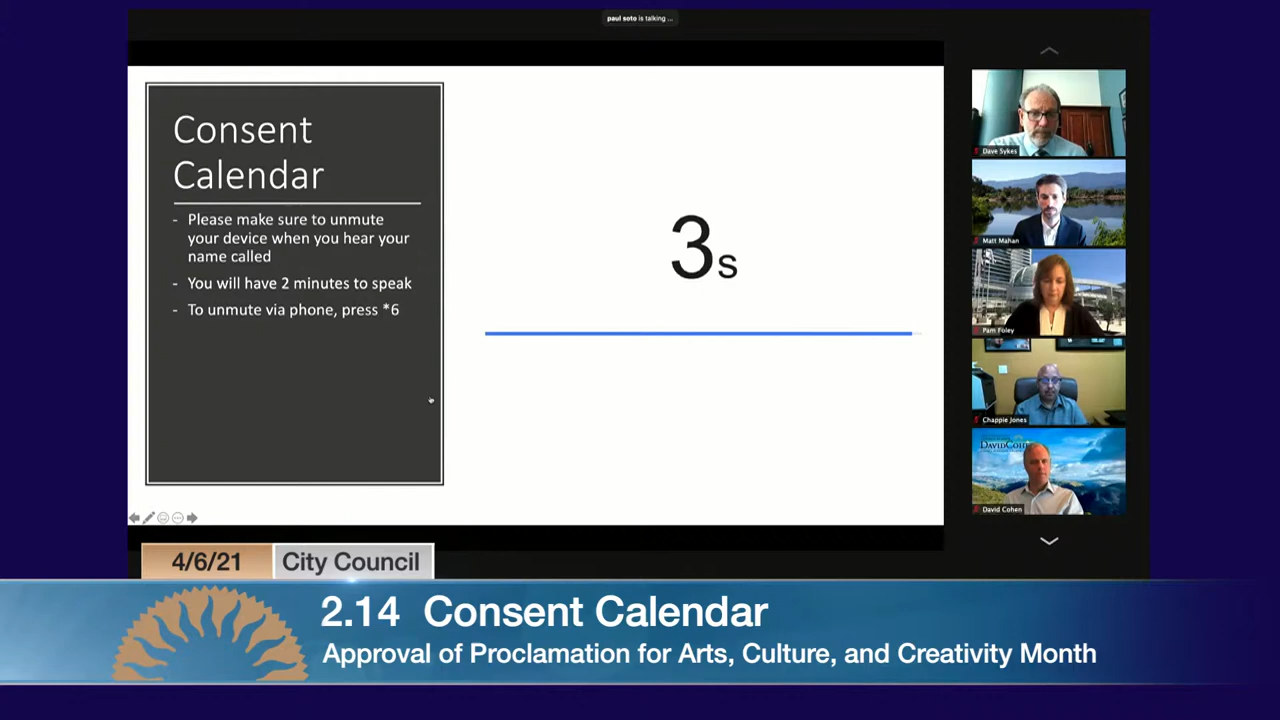 paul soto is talking ...
Consent
Calendar
- Please make sure to unmute
your device when you hear your
name called
- You will have 2 minutes to speak
- To unmute via phone, press *6
3s
Dave Sykes
Matt Mahan
Pam Foley
Chappie Jones
DAVIDCOHEN
David Cohen
4/6/21
City Council
2.14 Consent Calendar
Approval of Proclamation for Arts, Culture, and Creativity Month